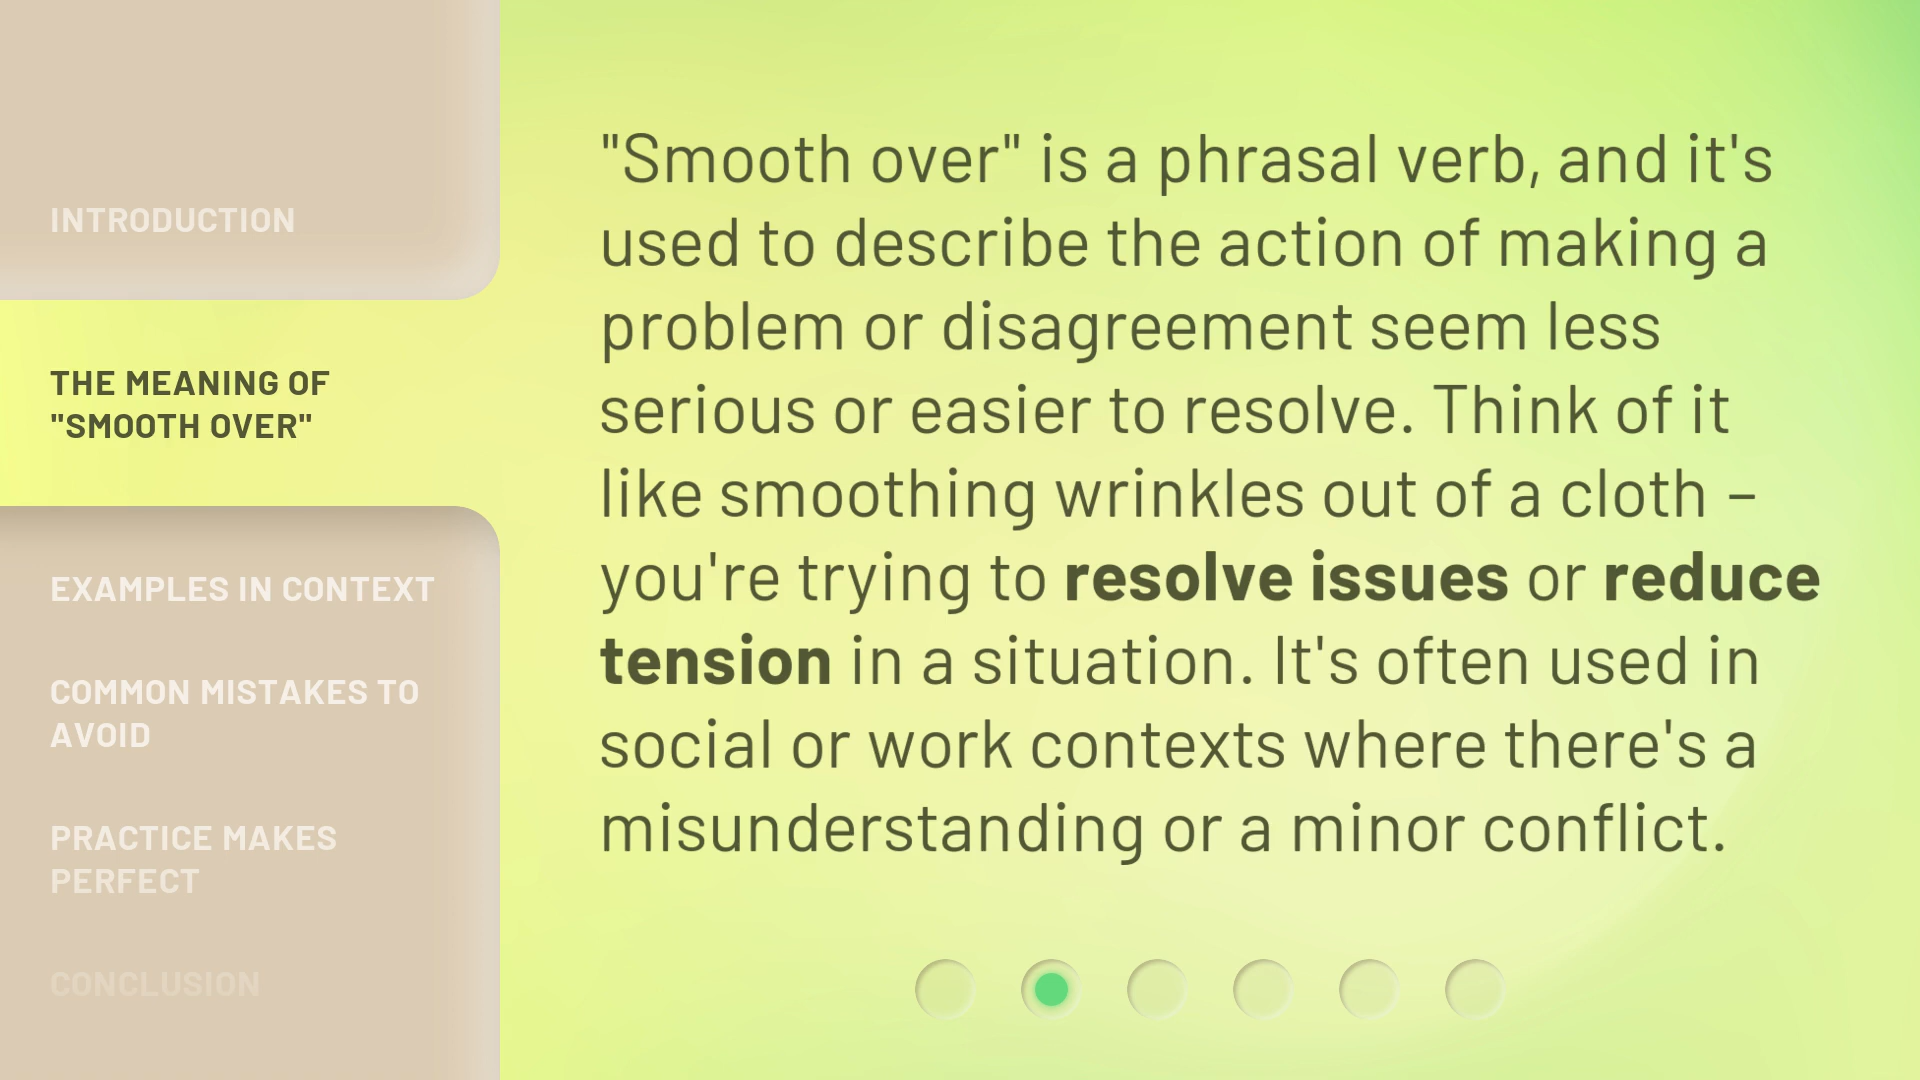 INTRODUCTION
THE MEANING OF
"SMOOTH OVER"
EXAMPLES IN CONTEXT
COMMON MISTAKES TO
AVOID
PRACTICE MAKES
PERFECT
CONCLUSION
"Smooth over" is a phrasal verb, and it's
used to describe the action of making a
problem or disagreement seem less
serious or easier to resolve. Think of it
like smoothing wrinkles out of a cloth –
you're trying to resolve issues or reduce
tension in a situation. It's often used in
social or work contexts where there's a
misunderstanding or a minor conflict.